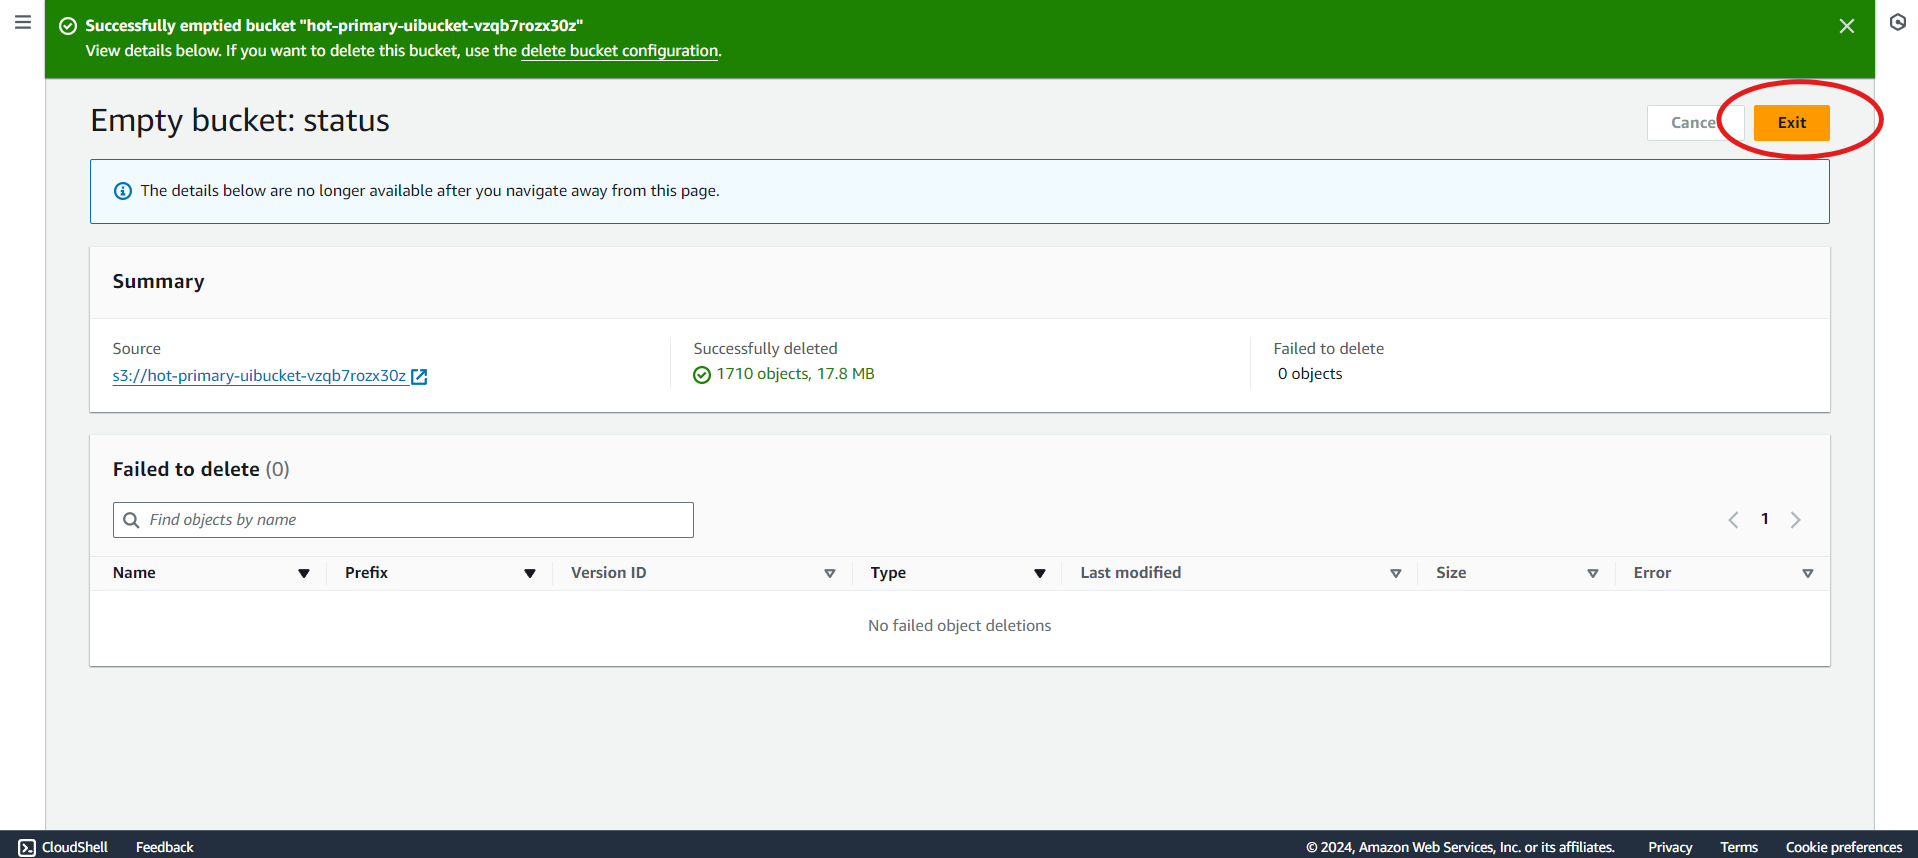 Successfully emptied bucket "hot-primary-uibucket-vzqb7rozx30z"
View details below. If you want to delete this bucket, use the delete bucket configuration.
Empty bucket: status
Cance
Exit
The details below are no longer available after you navigate away from this page.
Summary
Source
s3://hot-primary-uibucket-vzqb7rozx30z
Successfully deleted
1710 objects, 17.8 MB
Failed to delete
0 objects
Failed to delete (0)
Find objects by name
1
Name Prefix Version ID Type Last modified Size Error
No failed object deletions
CloudShell Feedback © 2024, Amazon Web Services, Inc. or its affiliates. Privacy Terms Cookie preferences